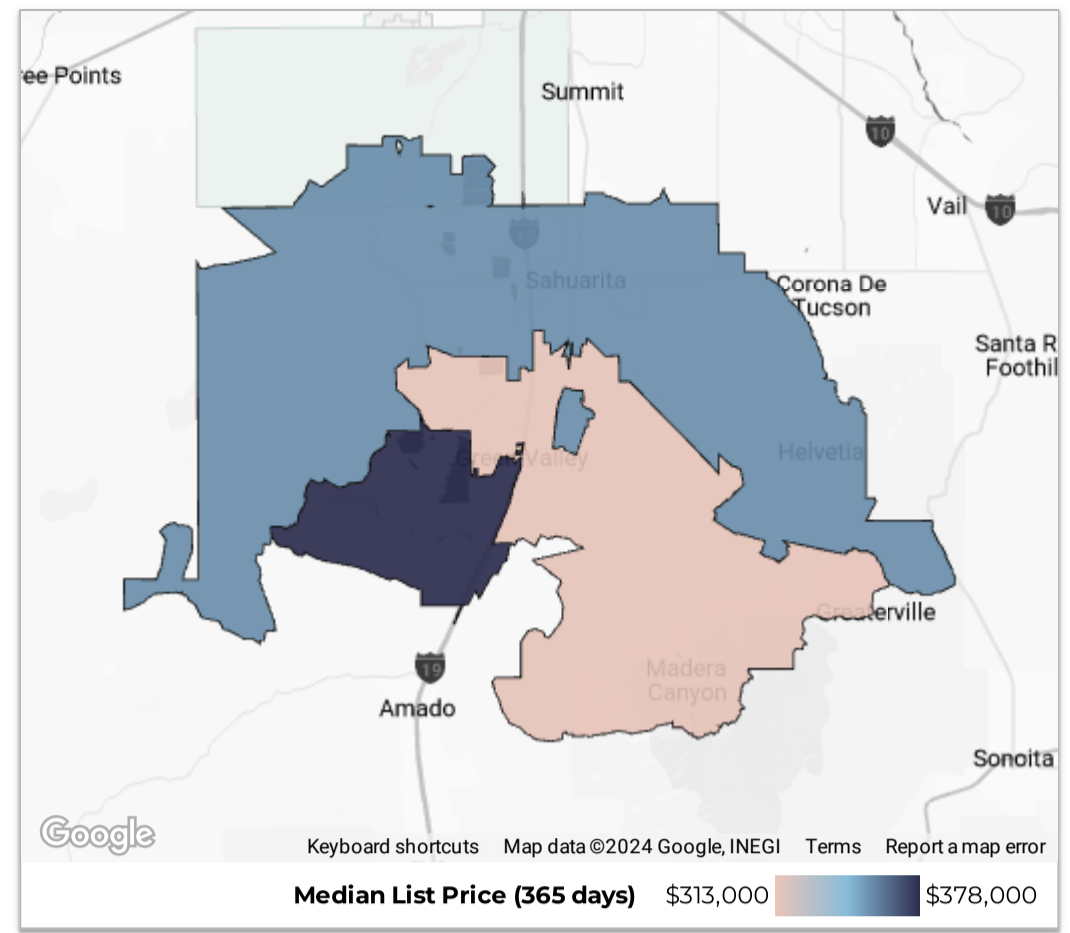 ree Points
Summit
10
Vail
10
19
Sahuarita
Corona De
Tucson
Santa R
Foothil
Helvetia
Green Valley
Greaterville
Madera
Canyon
19
Amado
Sonoita
Google
Keyboard shortcuts
Map data ©2024 Google, INEGI
Terms
Report a map error
Median List Price (365 days)
$313,000
$378,000